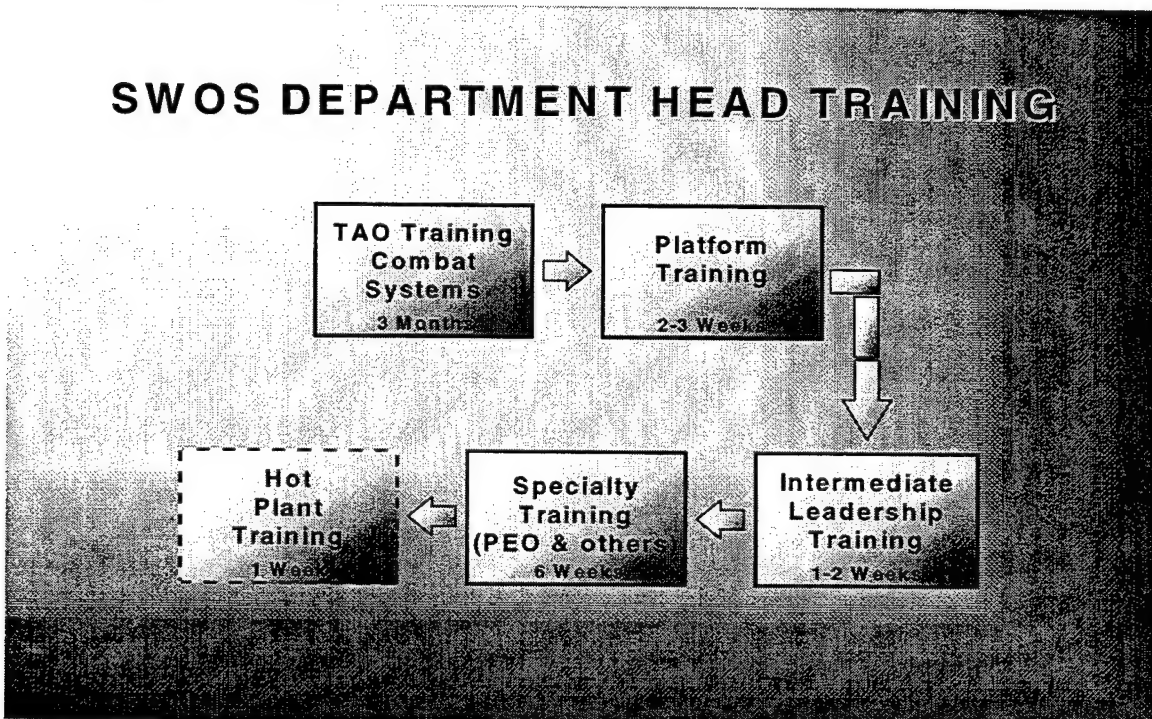 SWOS DEPARTMENT HEAD TRAINING
TAO Training
Combat
Systems
3 Months
Platform
Training
2-3 Weeks
Intermediate
Leadership
Training
1-2 Weeks
Specialty
Training
(PEO & others)
6 Weeks
Hot
Plant
Training
1 Week